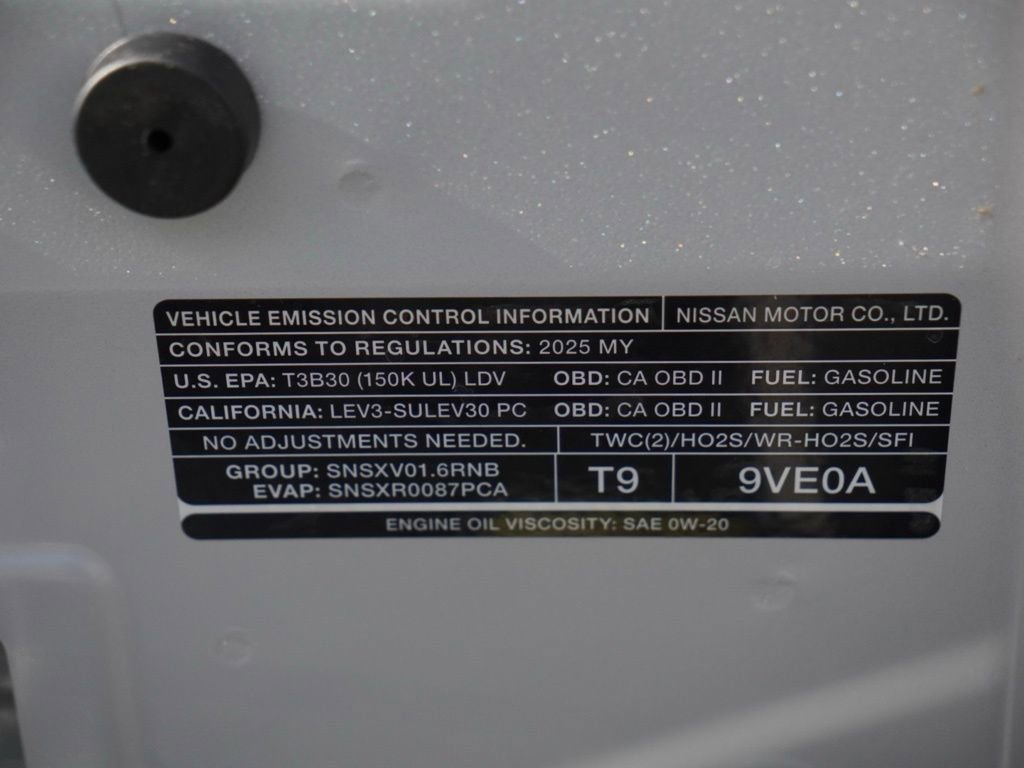 VEHICLE EMISSION CONTROL INFORMATION NISSAN MOTOR CO., LTD.
CONFORMS TO REGULATIONS: 2025 MY
U.S. EPA: T3B30 (150K UL) LDV OBD: CA OBD II FUEL: GASOLINE
CALIFORNIA: LEV3-SULEV30 PC OBD: CA OBD II FUEL: GASOLINE
NO ADJUSTMENTS NEEDED. TWC(2)/HO2S/WR-HO2S/SFI
GROUP: SNSXV01.6RNB
EVAP: SNSXR0087PCA
T9 9VE0A
ENGINE OIL VISCOSITY: SAE 0W-20